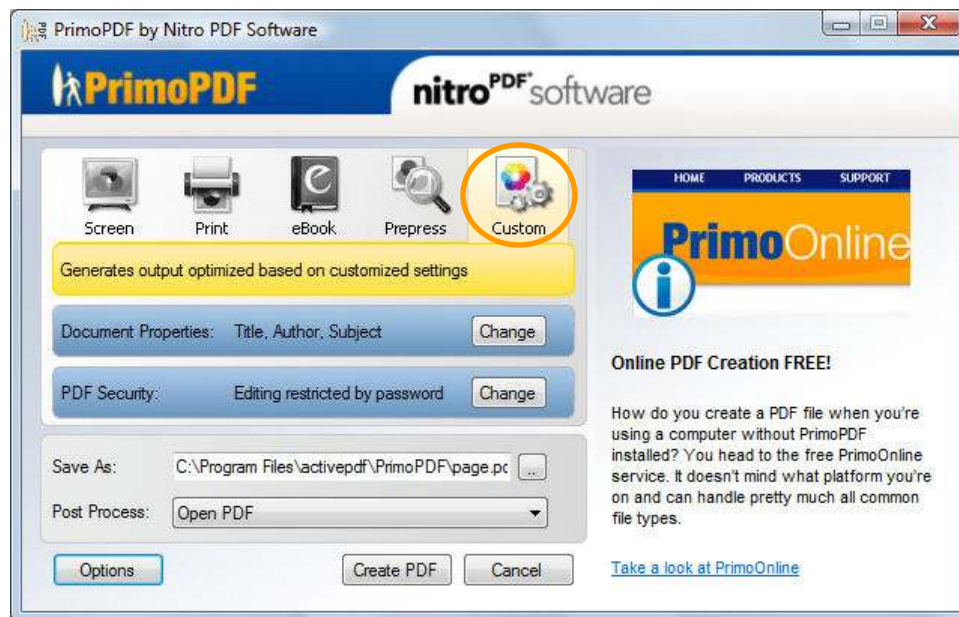 PrimoPDF by Nitro PDF Software
PrimoPDF
nitroPDF software
Screen Print eBook Prepress Custom
Generates output optimized based on customized settings
Document Properties: Title, Author, Subject Change
PDF Security: Editing restricted by password Change
Save As: C:\Program Files\activepdf\PrimoPDF\page.pc ..
Post Process: Open PDF
Options Create PDF Cancel
HOME PRODUCTS SUPPORT
PrimoOnline
Online PDF Creation FREE!
How do you create a PDF file when you're
using a computer without PrimoPDF
installed? You head to the free PrimoOnline
service. It doesn't mind what platform you're
on and can handle pretty much all common
file types.
Take a look at PrimoOnline